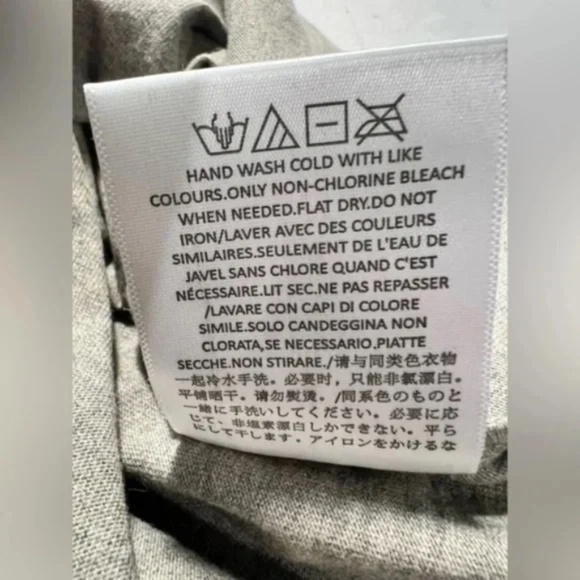 HAND WASH COLD WITH LIKE
COLOURS.ONLY NON-CHLORINE BLEACH
WHEN NEEDED.FLAT DRY.DO NOT
IRON/LAVER AVEC DES COULEURS
SIMILAIRES.SEULEMENT DE L'EAU DE
JAVEL SANS CHLORE QUAND C'EST
NÉCESSAIRE.LIT SEC.NE PAS REPASSER
/LAVARE CON CAPI DI COLORE
SIMILE.SOLO CANDEGGINA NON
CLORATA,SE NECESSARIO.PIATTE
SECCHE.NON STIRARE./请与同类色衣物
一起冷水手洗。必要时，只能非氯漂白。
平铺晒干。请勿熨烫。/同系色のものと
一緒に手洗いしてください。必要に応
じて、非塩素漂白しかできない。平ら
にして干します。アイロンをかけるな